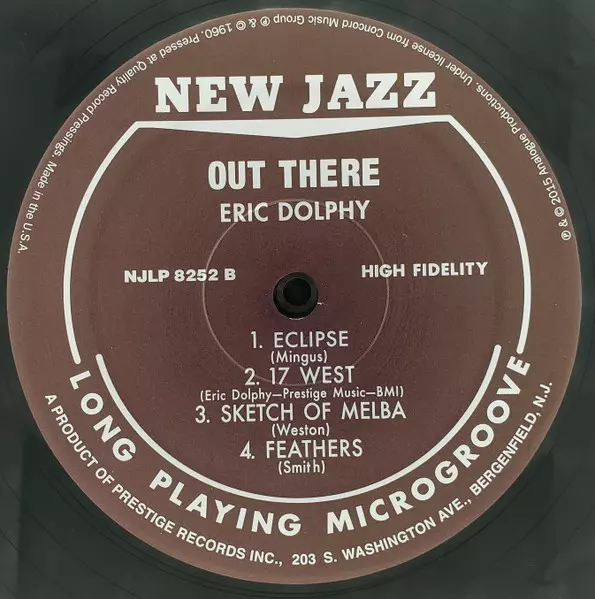 Under license from Concord Music Group ℗ & © 1960. Pressed at Quality Record Pressings. Made in the U.S.A.
℗ & © 2015 Analogue Productions.
NEW JAZZ
OUT THERE
ERIC DOLPHY
NJLP 8252 B
HIGH FIDELITY
1. ECLIPSE
(Mingus)
2. 17 WEST
(Eric Dolphy—Prestige Music—BMI)
3. SKETCH OF MELBA
(Weston)
4. FEATHERS
(Smith)
LONG PLAYING MICROGROOVE
A PRODUCT OF PRESTIGE RECORDS INC., 203 S. WASHINGTON AVE., BERGENFIELD, N.J.